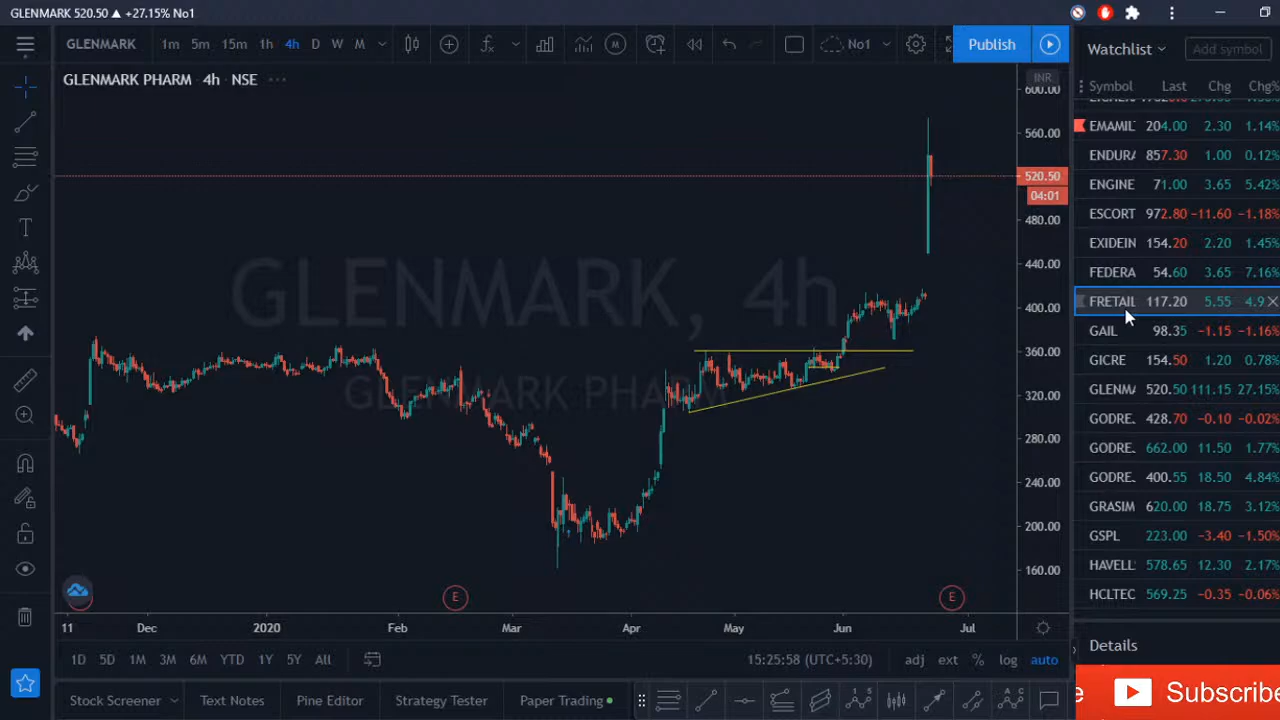 GLENMARK 520.50 ▲ +27.15% No1
GLENMARK 1m 5m 15m 1h 4h D W M No1 Publish
GLENMARK PHARM · 4h · NSE
INR
600.00
560.00
520.50
04:01
480.00
440.00
400.00
360.00
320.00
280.00
240.00
200.00
160.00
GLENMARK, 4h
GLENMARK PHARM
E
E
11 Dec 2020 Feb Mar Apr May Jun Jul
1D 5D 1M 3M 6M YTD 1Y 5Y All 15:25:58 (UTC+5:30) adj ext % log auto
Stock Screener Text Notes Pine Editor Strategy Tester Paper Trading
Watchlist Add symbol
Symbol Last Chg Chg%
EMAMIL 204.00 2.30 1.14%
ENDURA 857.30 1.00 0.12%
ENGINE 71.00 3.65 5.42%
ESCORT 972.80 −11.60 −1.18%
EXIDEIN 154.20 2.20 1.45%
FEDERA 54.60 3.65 7.16%
FRETAIL 117.20 5.55 4.9
GAIL 98.35 −1.15 −1.16%
GICRE 154.50 1.20 0.78%
GLENMA 520.50 111.15 27.15%
GODRE. 428.70 −0.10 −0.02%
GODRE. 662.00 11.50 1.77%
GODRE. 400.55 18.50 4.84%
GRASIM 620.00 18.75 3.12%
GSPL 223.00 −3.40 −1.50%
HAVELL 578.65 12.30 2.17%
HCLTEC 569.25 −0.35 −0.06%
Details
e Subscribe